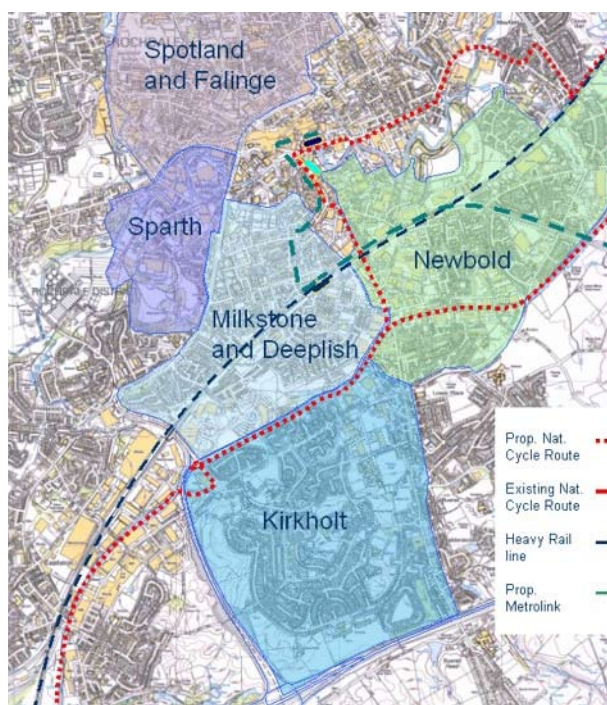 Spotland
and Falinge
Sparth
Newbold
Milkstone
and Deeplish
Kirkholt
Prop. Nat.
Cycle Route
Existing Nat.
Cycle Route
Heavy Rail
line
Prop.
Metrolink